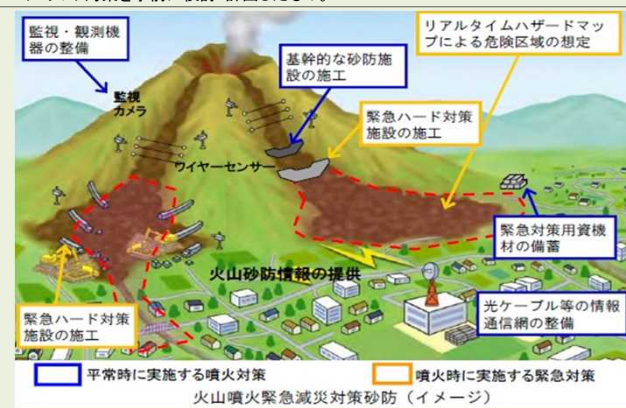 監視・観測機
器の整備
リアルタイムハザードマッ
プによる危険区域の想定
基幹的な砂防施
設の施工
監視
カメラ
緊急ハード対策
施設の施工
ワイヤーセンサー
緊急対策用資機
材の備蓄
火山砂防情報の提供
緊急ハード対策
施設の施工
光ケーブル等の情報
通信網の整備
平常時に実施する噴火対策
噴火時に実施する緊急対策
火山噴火緊急減災対策砂防（イメージ）